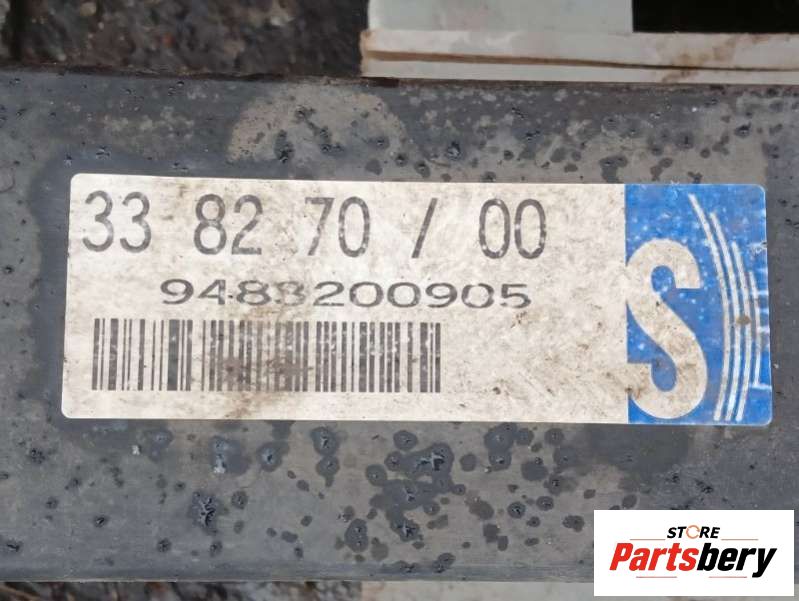 33 82 70 / 00
9483200905
S
STORE
Partsbery